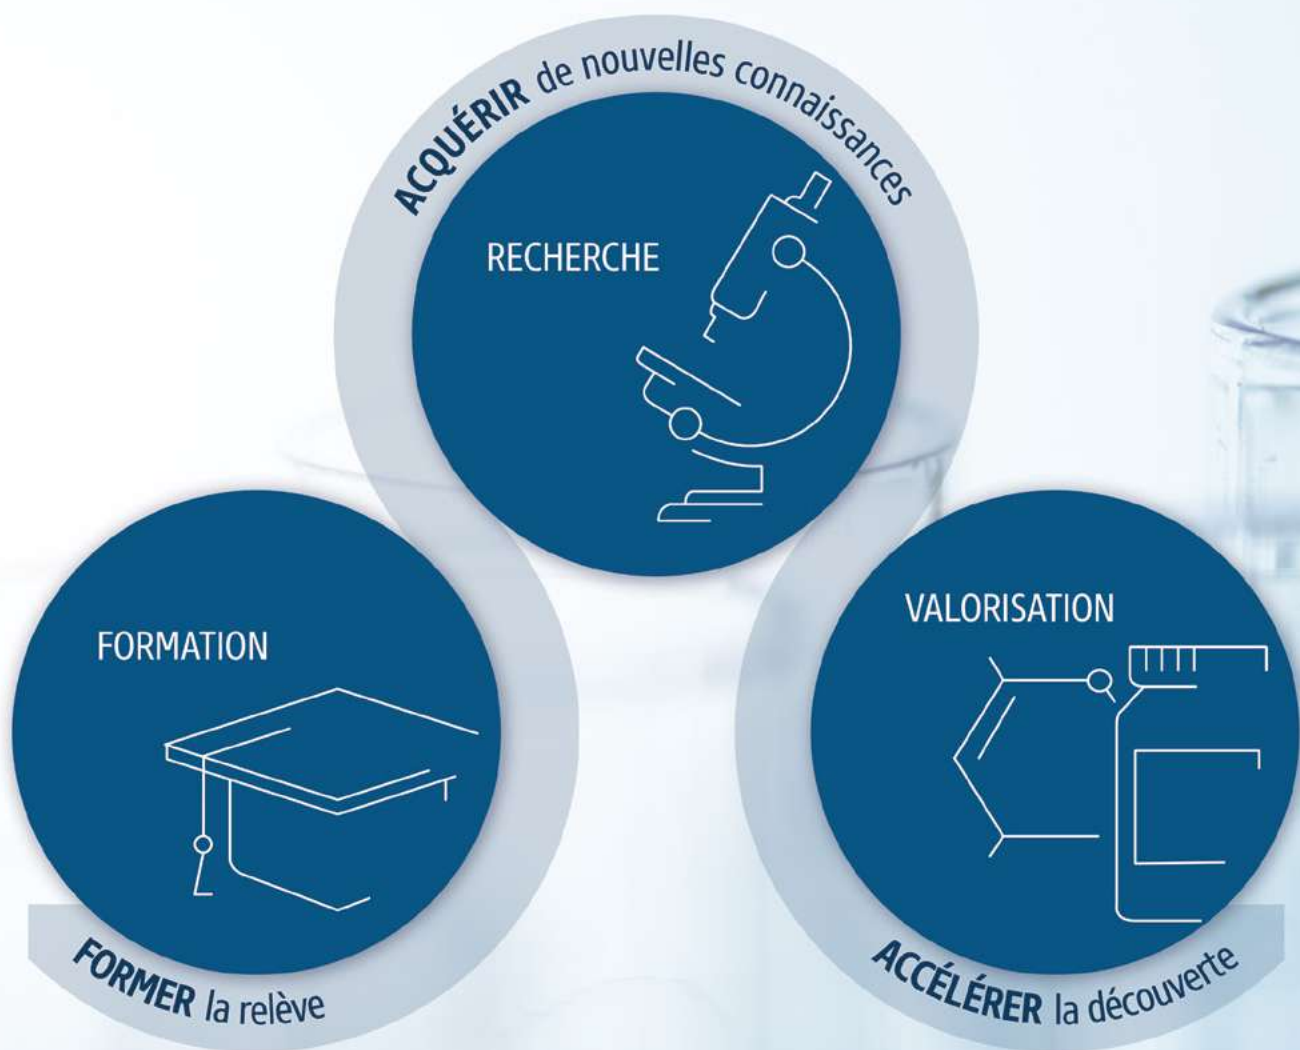 ACQUÉRIR de nouvelles connaissances
RECHERCHE
FORMATION
FORMER la relève
VALORISATION
ACCÉLÉRER la découverte